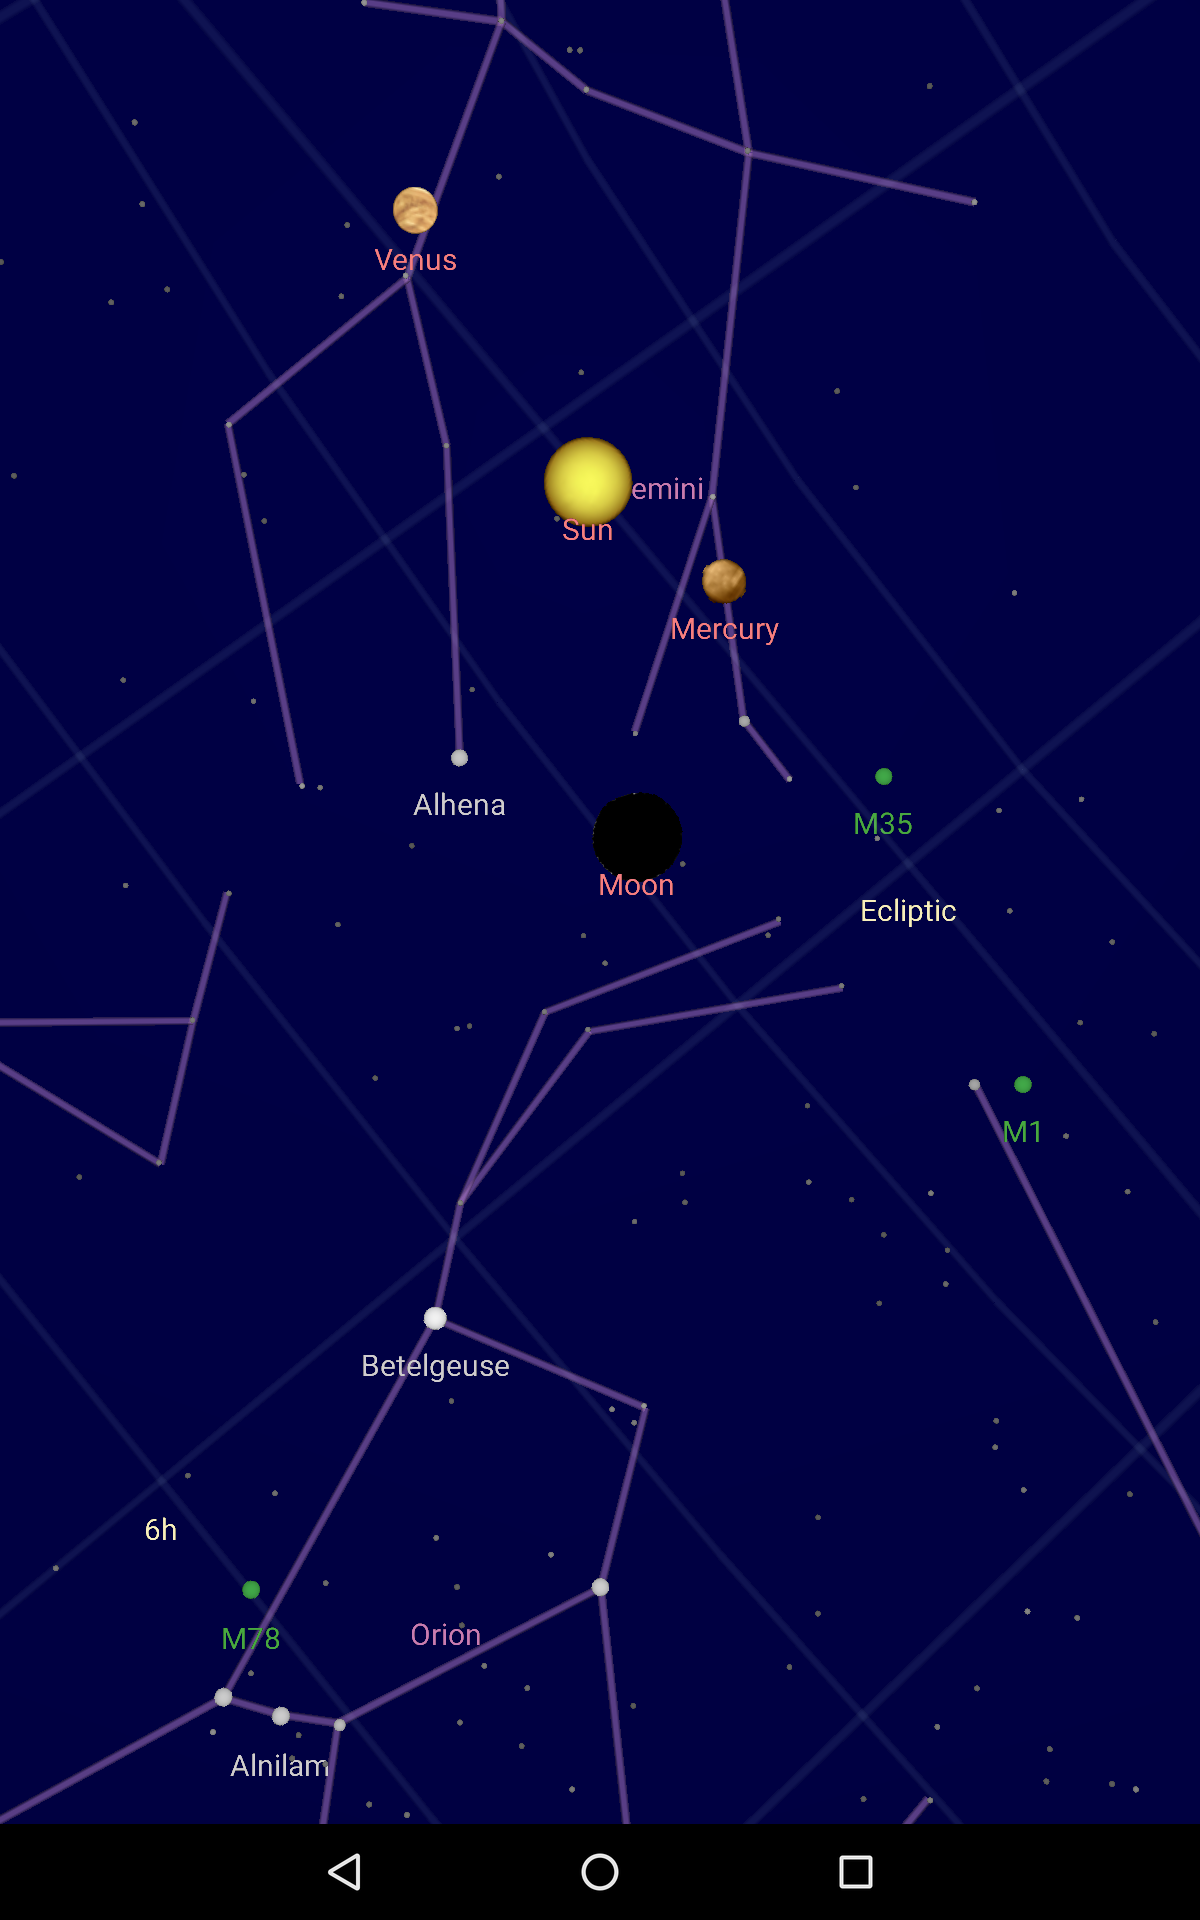 Venus
emini
Sun
Mercury
Alhena
M35
Moon
Ecliptic
M1
Betelgeuse
6h
M78
Orion
Alnilam